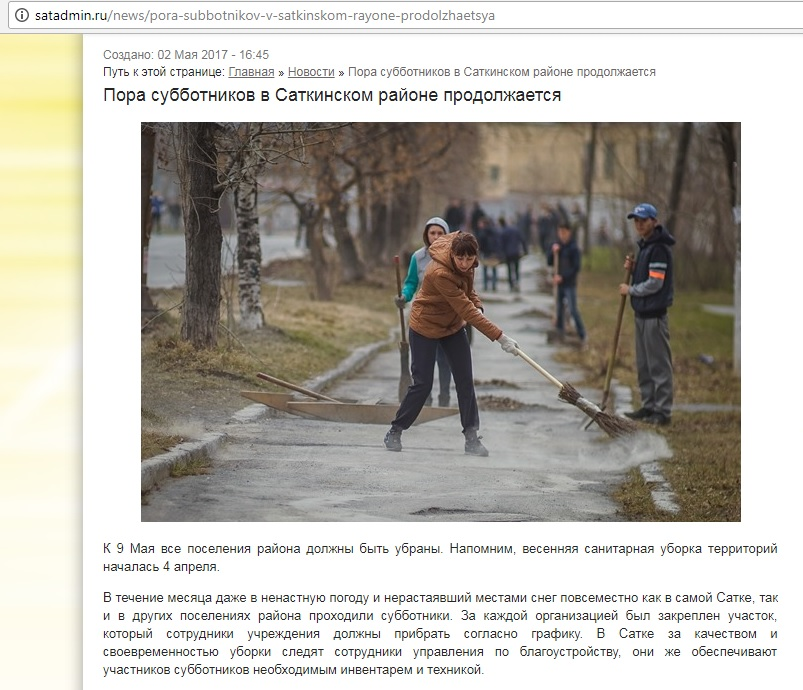 satadmin.ru/news/pora-subbotnikov-v-satkinskom-rayone-prodolzhaetsya
Создано: 02 Мая 2017 - 16:45
Путь к этой странице: Главная » Новости » Пора субботников в Саткинском районе продолжается
Пора субботников в Саткинском районе продолжается
К 9 Мая все поселения района должны быть убраны. Напомним, весенняя санитарная уборка территорий
началась 4 апреля.
В течение месяца даже в ненастную погоду и нерастаявший местами снег повсеместно как в самой Сатке, так
и в других поселениях района проходили субботники. За каждой организацией был закреплен участок,
который сотрудники учреждения должны прибрать согласно графику. В Сатке за качеством и
своевременностью уборки следят сотрудники управления по благоустройству, они же обеспечивают
участников субботников необходимым инвентарем и техникой.